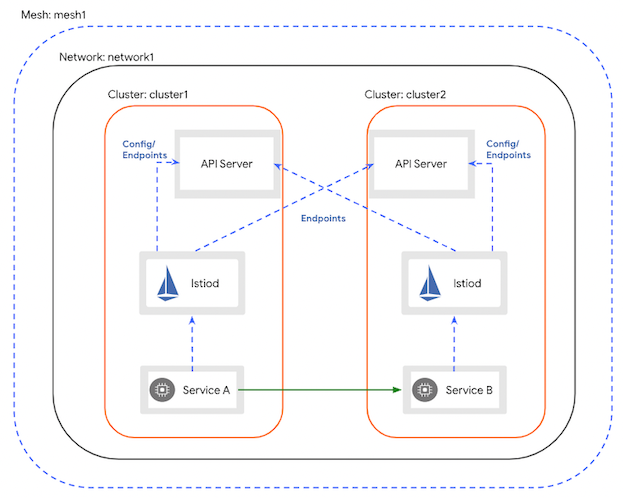 Mesh: mesh1
Network: network1
Cluster: cluster1
Cluster: cluster2
Config/
Endpoints
API Server
API Server
Config/
Endpoints
Endpoints
Istiod
Istiod
Service A
Service B